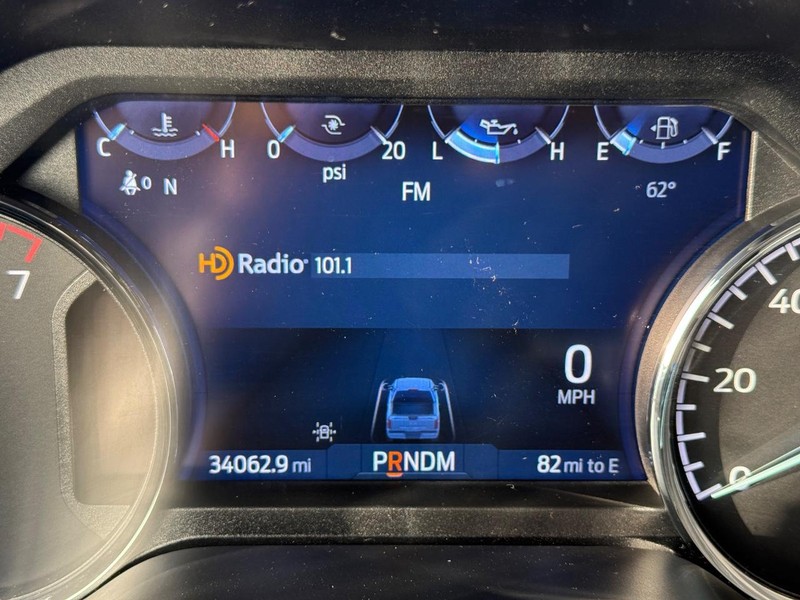 C H 0 20 L H E F
psi
0 N FM 62°
HD Radio 101.1
7
40
0
MPH
20
34062.9 mi PRNDM 82 mi to E
0